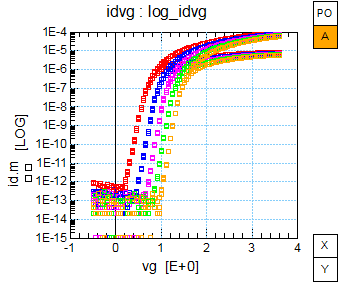 idvg : log_idvg
PO
A
1E-4
1E-5
1E-6
1E-7
1E-8
1E-9
1E-10
1E-11
1E-12
1E-13
1E-14
1E-15
id.m [LOG]
-1 0 1 2 3 4
vg [E+0]
X
Y